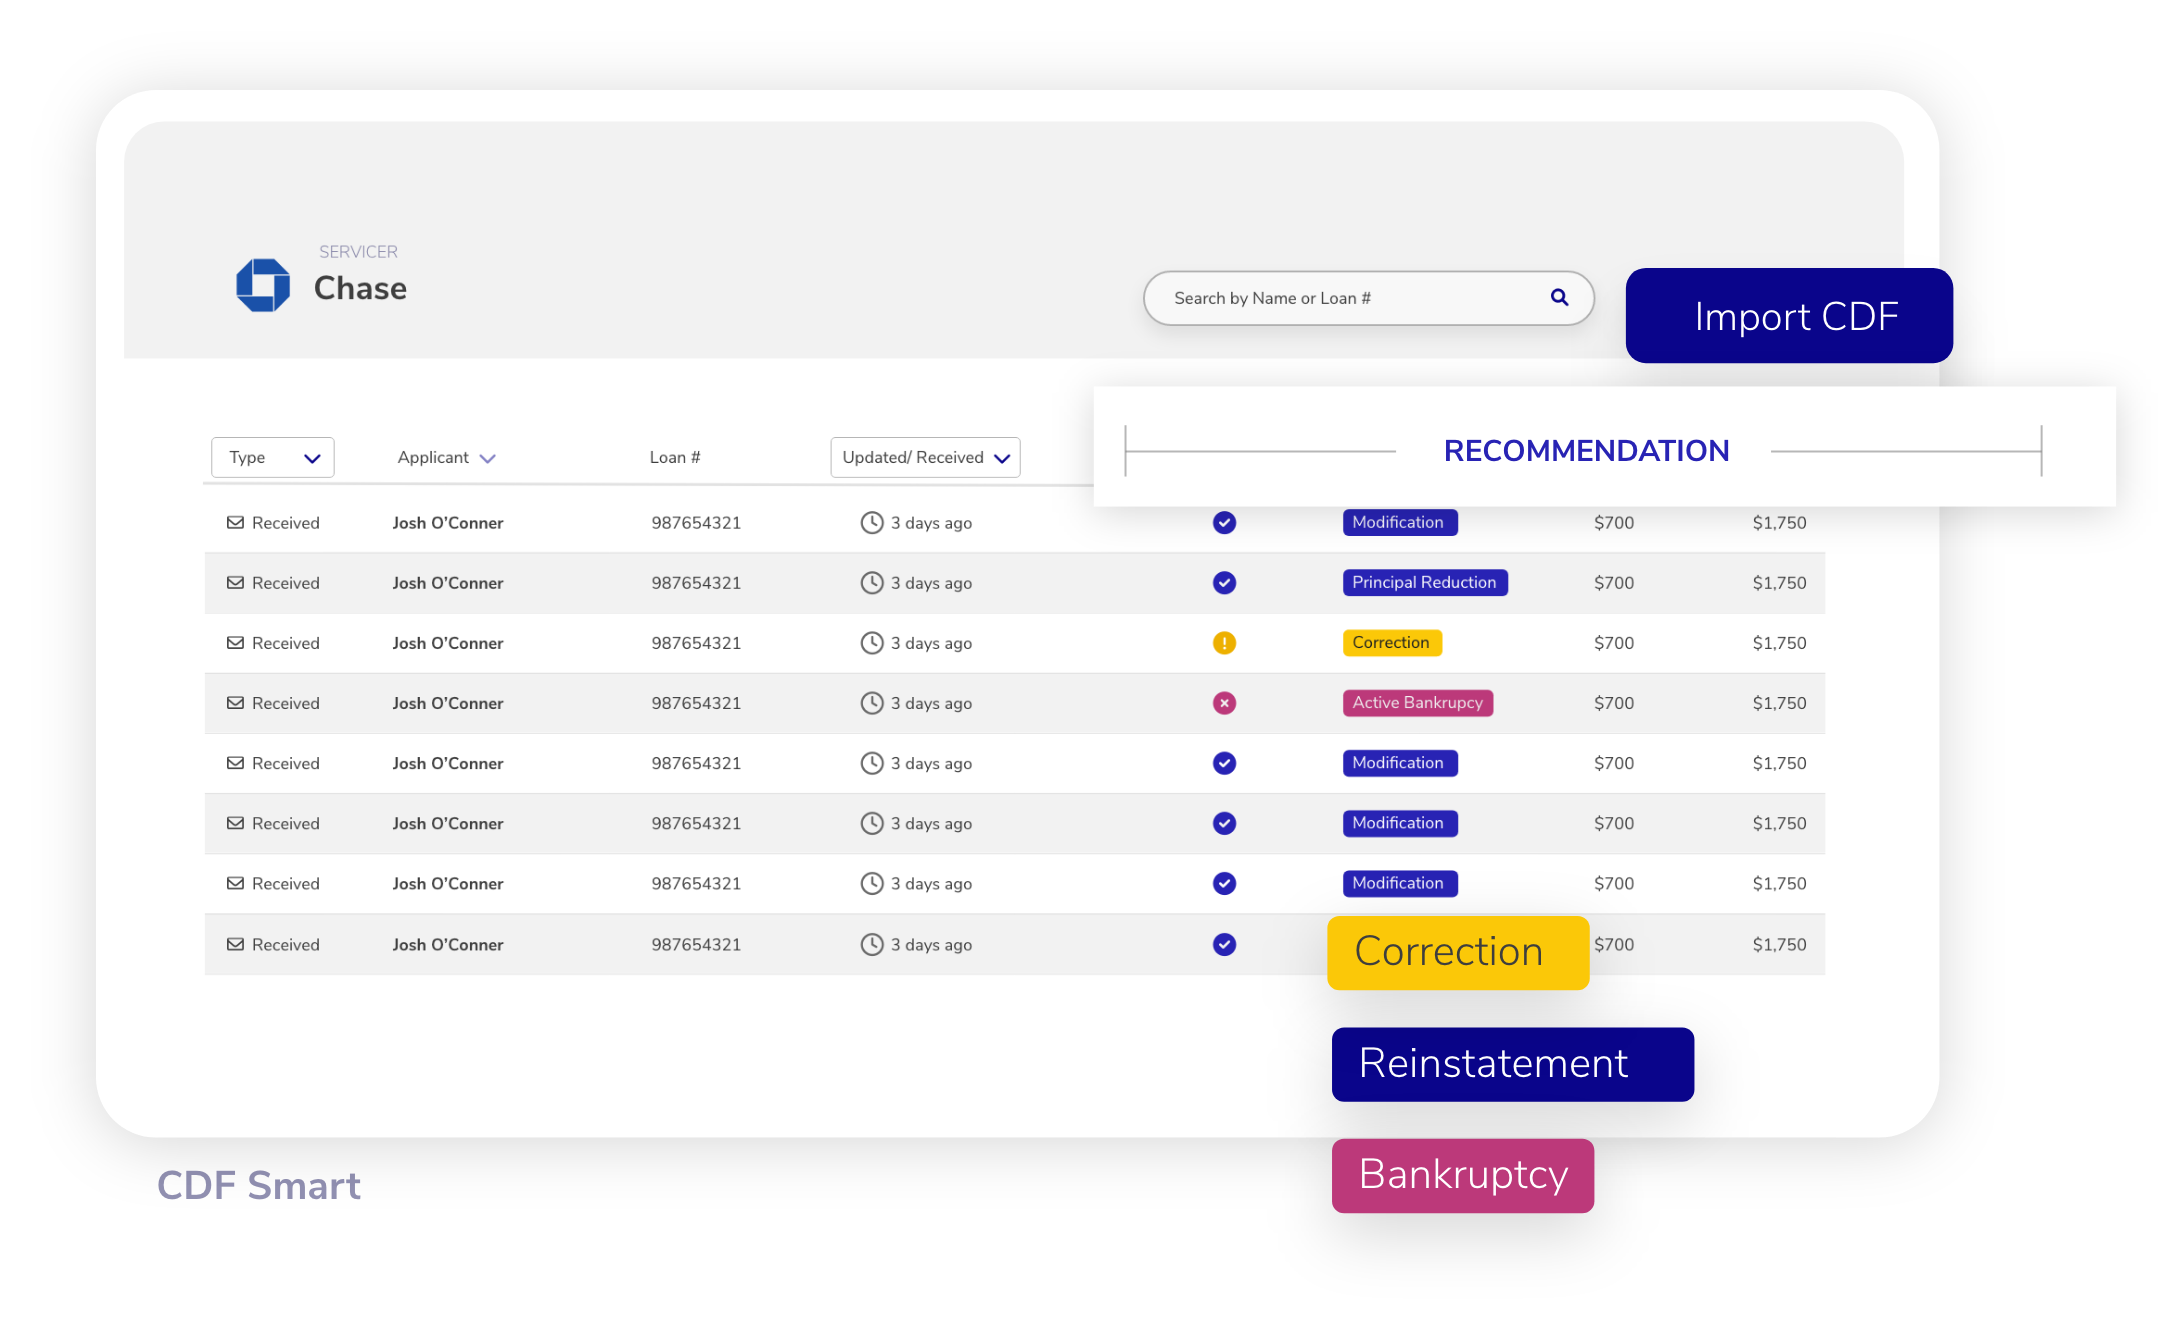 SERVICER
Chase
Search by Name or Loan #
Import CDF
RECOMMENDATION
Type Applicant Loan # Updated/ Received
Received Josh O'Conner 987654321 3 days ago Modification $700 $1,750
Received Josh O'Conner 987654321 3 days ago Principal Reduction $700 $1,750
Received Josh O'Conner 987654321 3 days ago Correction $700 $1,750
Received Josh O'Conner 987654321 3 days ago Active Bankrupcy $700 $1,750
Received Josh O'Conner 987654321 3 days ago Modification $700 $1,750
Received Josh O'Conner 987654321 3 days ago Modification $700 $1,750
Received Josh O'Conner 987654321 3 days ago Modification $700 $1,750
Received Josh O'Conner 987654321 3 days ago Correction $700 $1,750
Reinstatement
Bankruptcy
CDF Smart